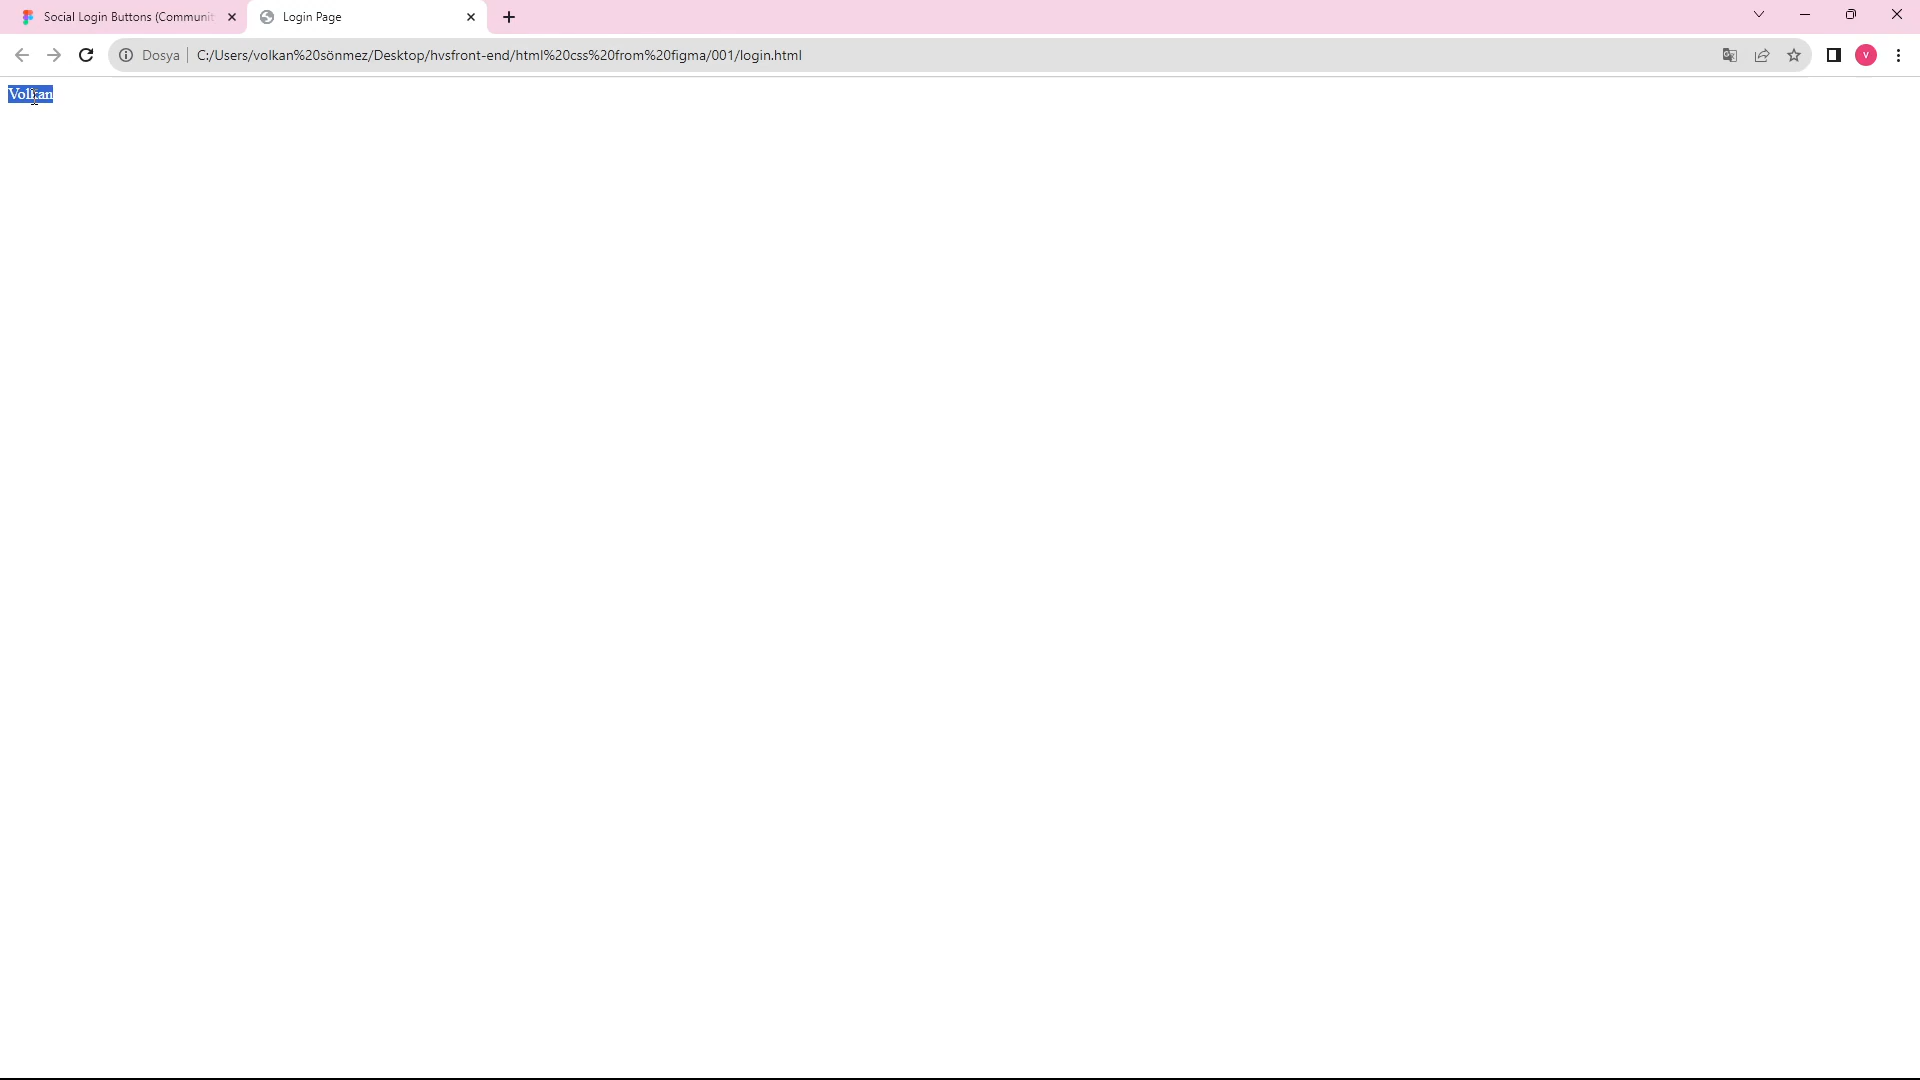 Social Login Buttons (Communit
Login Page
Dosya
C:/Users/volkan%20sönmez/Desktop/hvsfront-end/html%20css%20from%20figma/001/login.html
V
Volkan